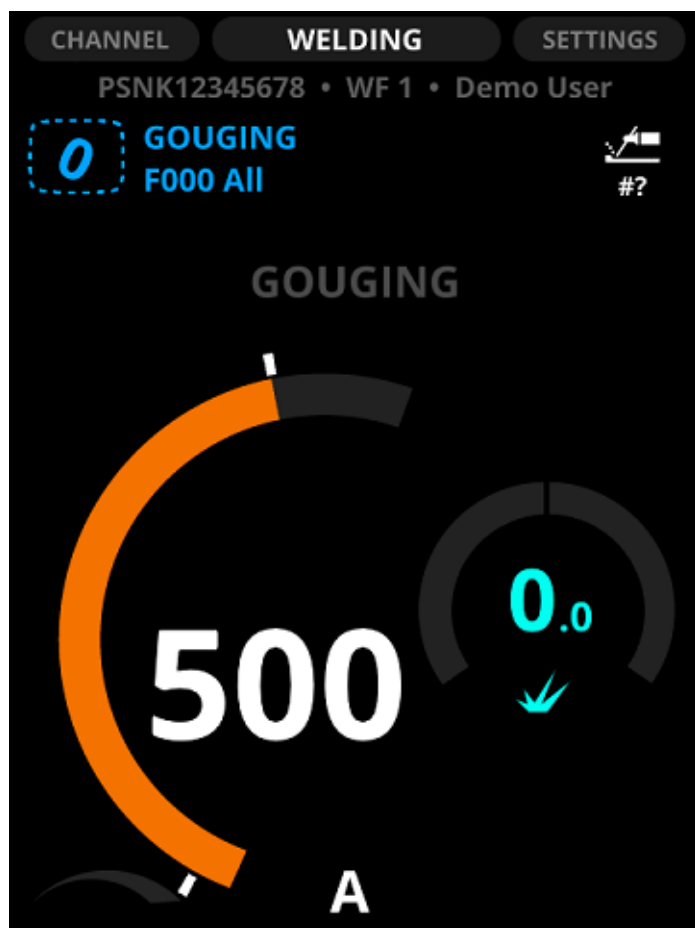 CHANNEL WELDING SETTINGS
PSNK12345678 • WF 1 • Demo User
0 GOUGING
F000 All
#?
GOUGING
500
0.0
A